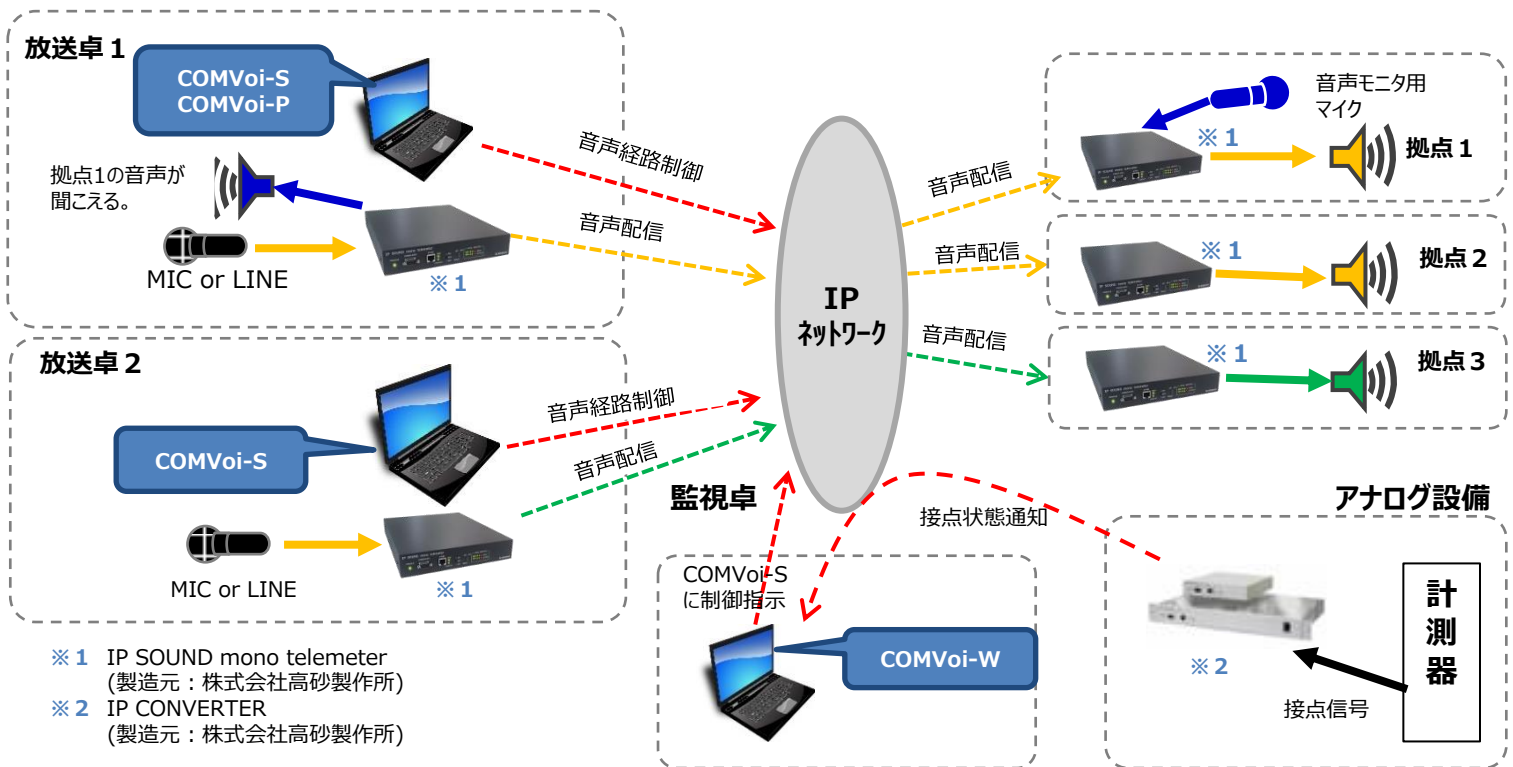 放送卓１
COMVoi-S
COMVoi-P
拠点1の音声が
聞こえる。
MIC or LINE
※１
音声経路制御
音声配信
放送卓２
COMVoi-S
MIC or LINE
※１
音声経路制御
音声配信
IP
ネットワーク
音声配信
音声配信
音声配信
音声モニタ用
マイク
※１
拠点１
※１
拠点２
※１
拠点３
監視卓
COMVoi-S
に制御指示
COMVoi-W
接点状態通知
アナログ設備
※２
計測器
接点信号
※１ IP SOUND mono telemeter
(製造元：株式会社高砂製作所)
※２ IP CONVERTER
(製造元：株式会社高砂製作所)